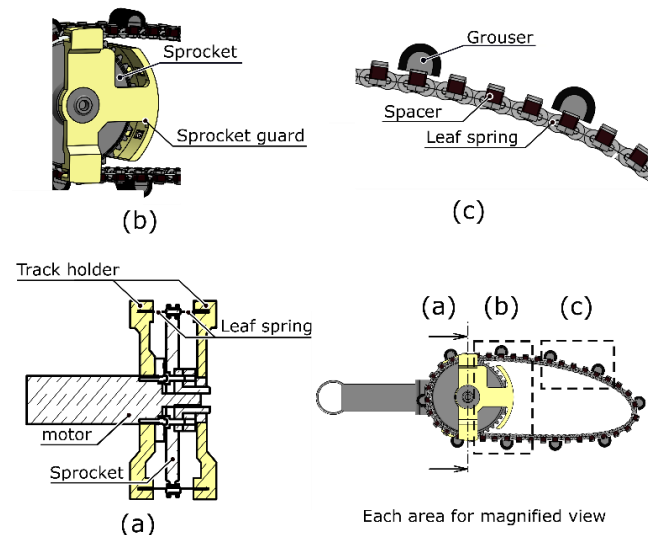 Sprocket
Sprocket guard
(b)
Grouser
Spacer
Leaf spring
(c)
Track holder
Leaf spring
motor
Sprocket
(a)
(a)
(b)
(c)
Each area for magnified view